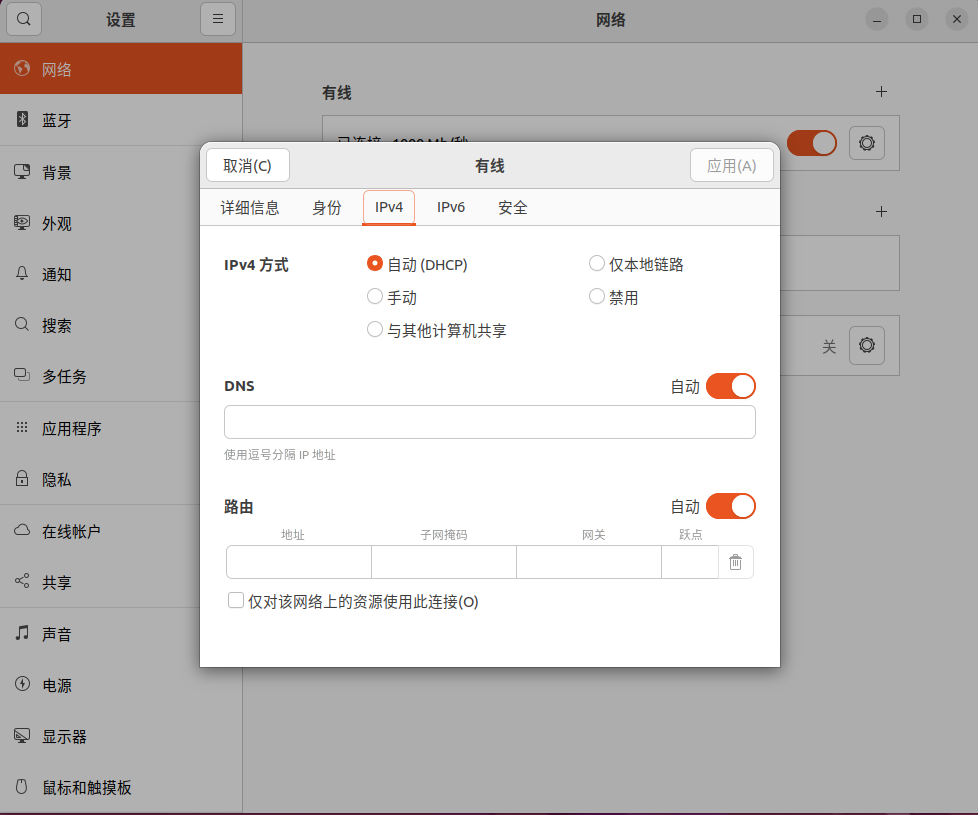 设置
网络
网络
蓝牙
背景
外观
通知
搜索
多任务
应用程序
隐私
在线帐户
共享
声音
电源
显示器
鼠标和触摸板
有线
已连接 - 1000 Mb/秒
关
取消(C)
有线
应用(A)
详细信息
身份
IPv4
IPv6
安全
IPv4 方式
自动 (DHCP)
仅本地链路
手动
禁用
与其他计算机共享
DNS
自动
使用逗号分隔 IP 地址
路由
自动
地址
子网掩码
网关
跃点
仅对该网络上的资源使用此连接(O)